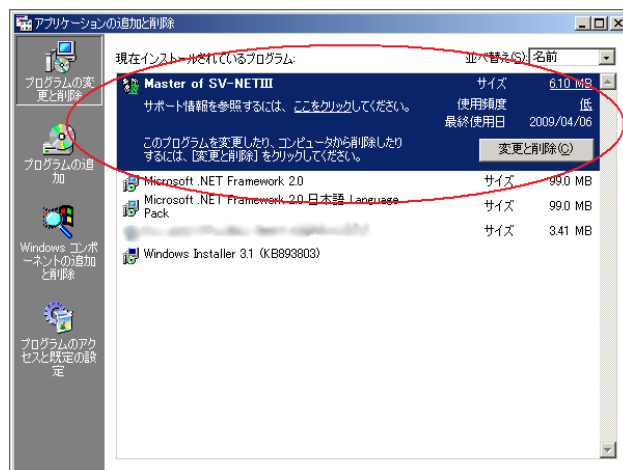 アプリケーションの追加と削除
プログラムの変
更と削除
プログラムの追
加
Windows コンポ
ーネントの追加
と削除
プログラムのアク
セスと既定の設
定
現在インストールされているプログラム:
並べ替え(S): 名前
Master of SV-NETⅢ
サイズ 6.10 MB
サポート情報を参照するには、ここをクリックしてください。
使用頻度 低
最終使用日 2009/04/06
このプログラムを変更したり、コンピュータから削除したり
するには、[変更と削除] をクリックしてください。
変更と削除(C)
Microsoft .NET Framework 2.0 サイズ 99.0 MB
Microsoft .NET Framework 2.0 日本語 Language
Pack
サイズ 99.0 MB
サイズ 3.41 MB
Windows Installer 3.1 (KB893803)